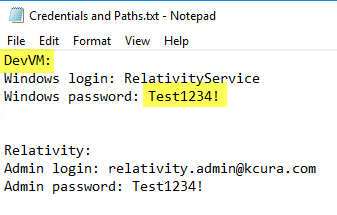 Credentials and Paths.txt - Notepad
File Edit Format View Help
DevVM:
Windows login: RelativityService
Windows password: Test1234!
Relativity:
Admin login: relativity.admin@kcura.com
Admin password: Test1234!